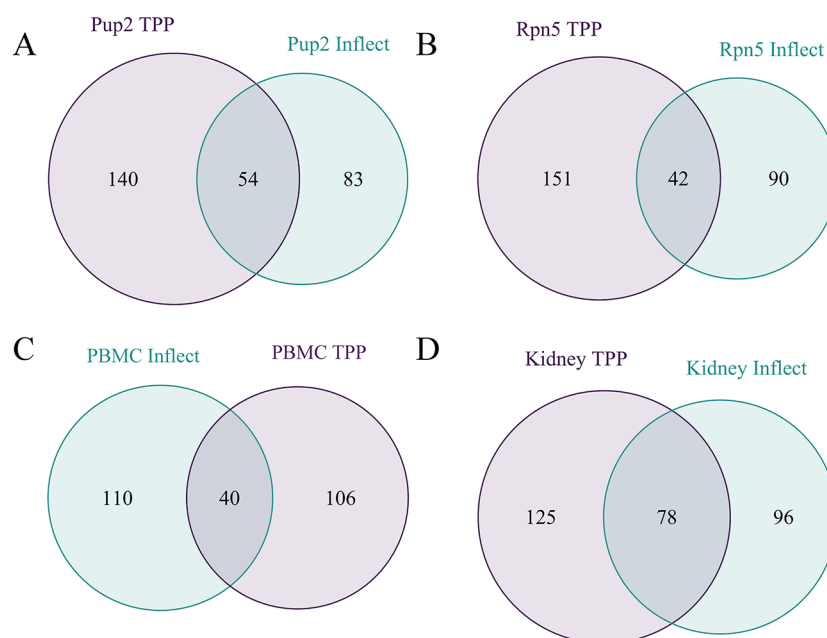 A
Pup2 TPP
Pup2 Inflect
140
54
83
B
Rpn5 TPP
Rpn5 Inflect
151
42
90
C
PBMC Inflect
PBMC TPP
110
40
106
D
Kidney TPP
Kidney Inflect
125
78
96